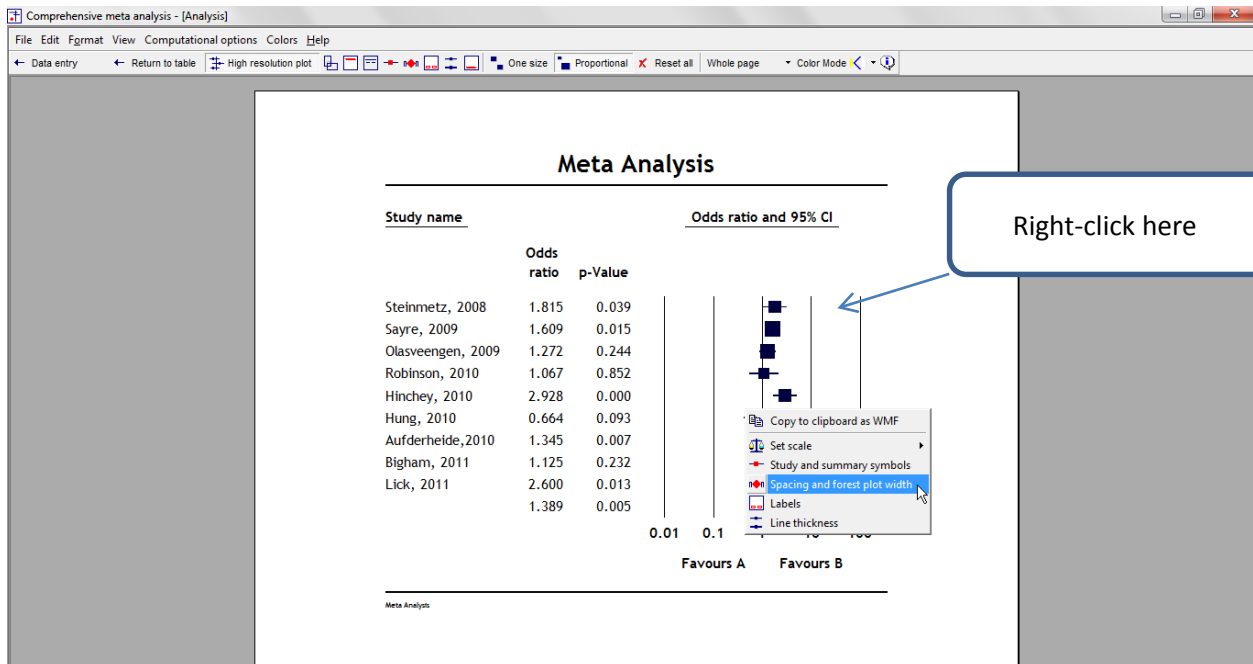 Comprehensive meta analysis - [Analysis]
File Edit Format View Computational options Colors Help
Data entry Return to table High resolution plot One size Proportional Reset all Whole page Color Mode
Meta Analysis
Study name Odds ratio and 95% CI
Odds
ratio p-Value
Steinmetz, 2008 1.815 0.039
Sayre, 2009 1.609 0.015
Olasveengen, 2009 1.272 0.244
Robinson, 2010 1.067 0.852
Hinchey, 2010 2.928 0.000
Hung, 2010 0.664 0.093
Aufderheide,2010 1.345 0.007
Bigham, 2011 1.125 0.232
Lick, 2011 2.600 0.013
1.389 0.005
0.01 0.1
Favours A Favours B
Meta Analysis
Right-click here
Copy to clipboard as WMF
Set scale
Study and summary symbols
Spacing and forest plot width
Labels
Line thickness